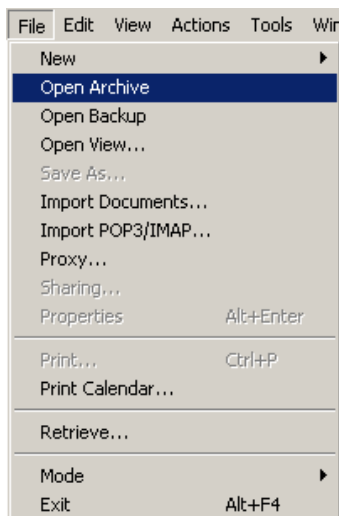 File Edit View Actions Tools Wir
New
Open Archive
Open Backup
Open View...
Save As...
Import Documents...
Import POP3/IMAP...
Proxy...
Sharing...
Properties Alt+Enter
Print... Ctrl+P
Print Calendar...
Retrieve...
Mode
Exit Alt+F4